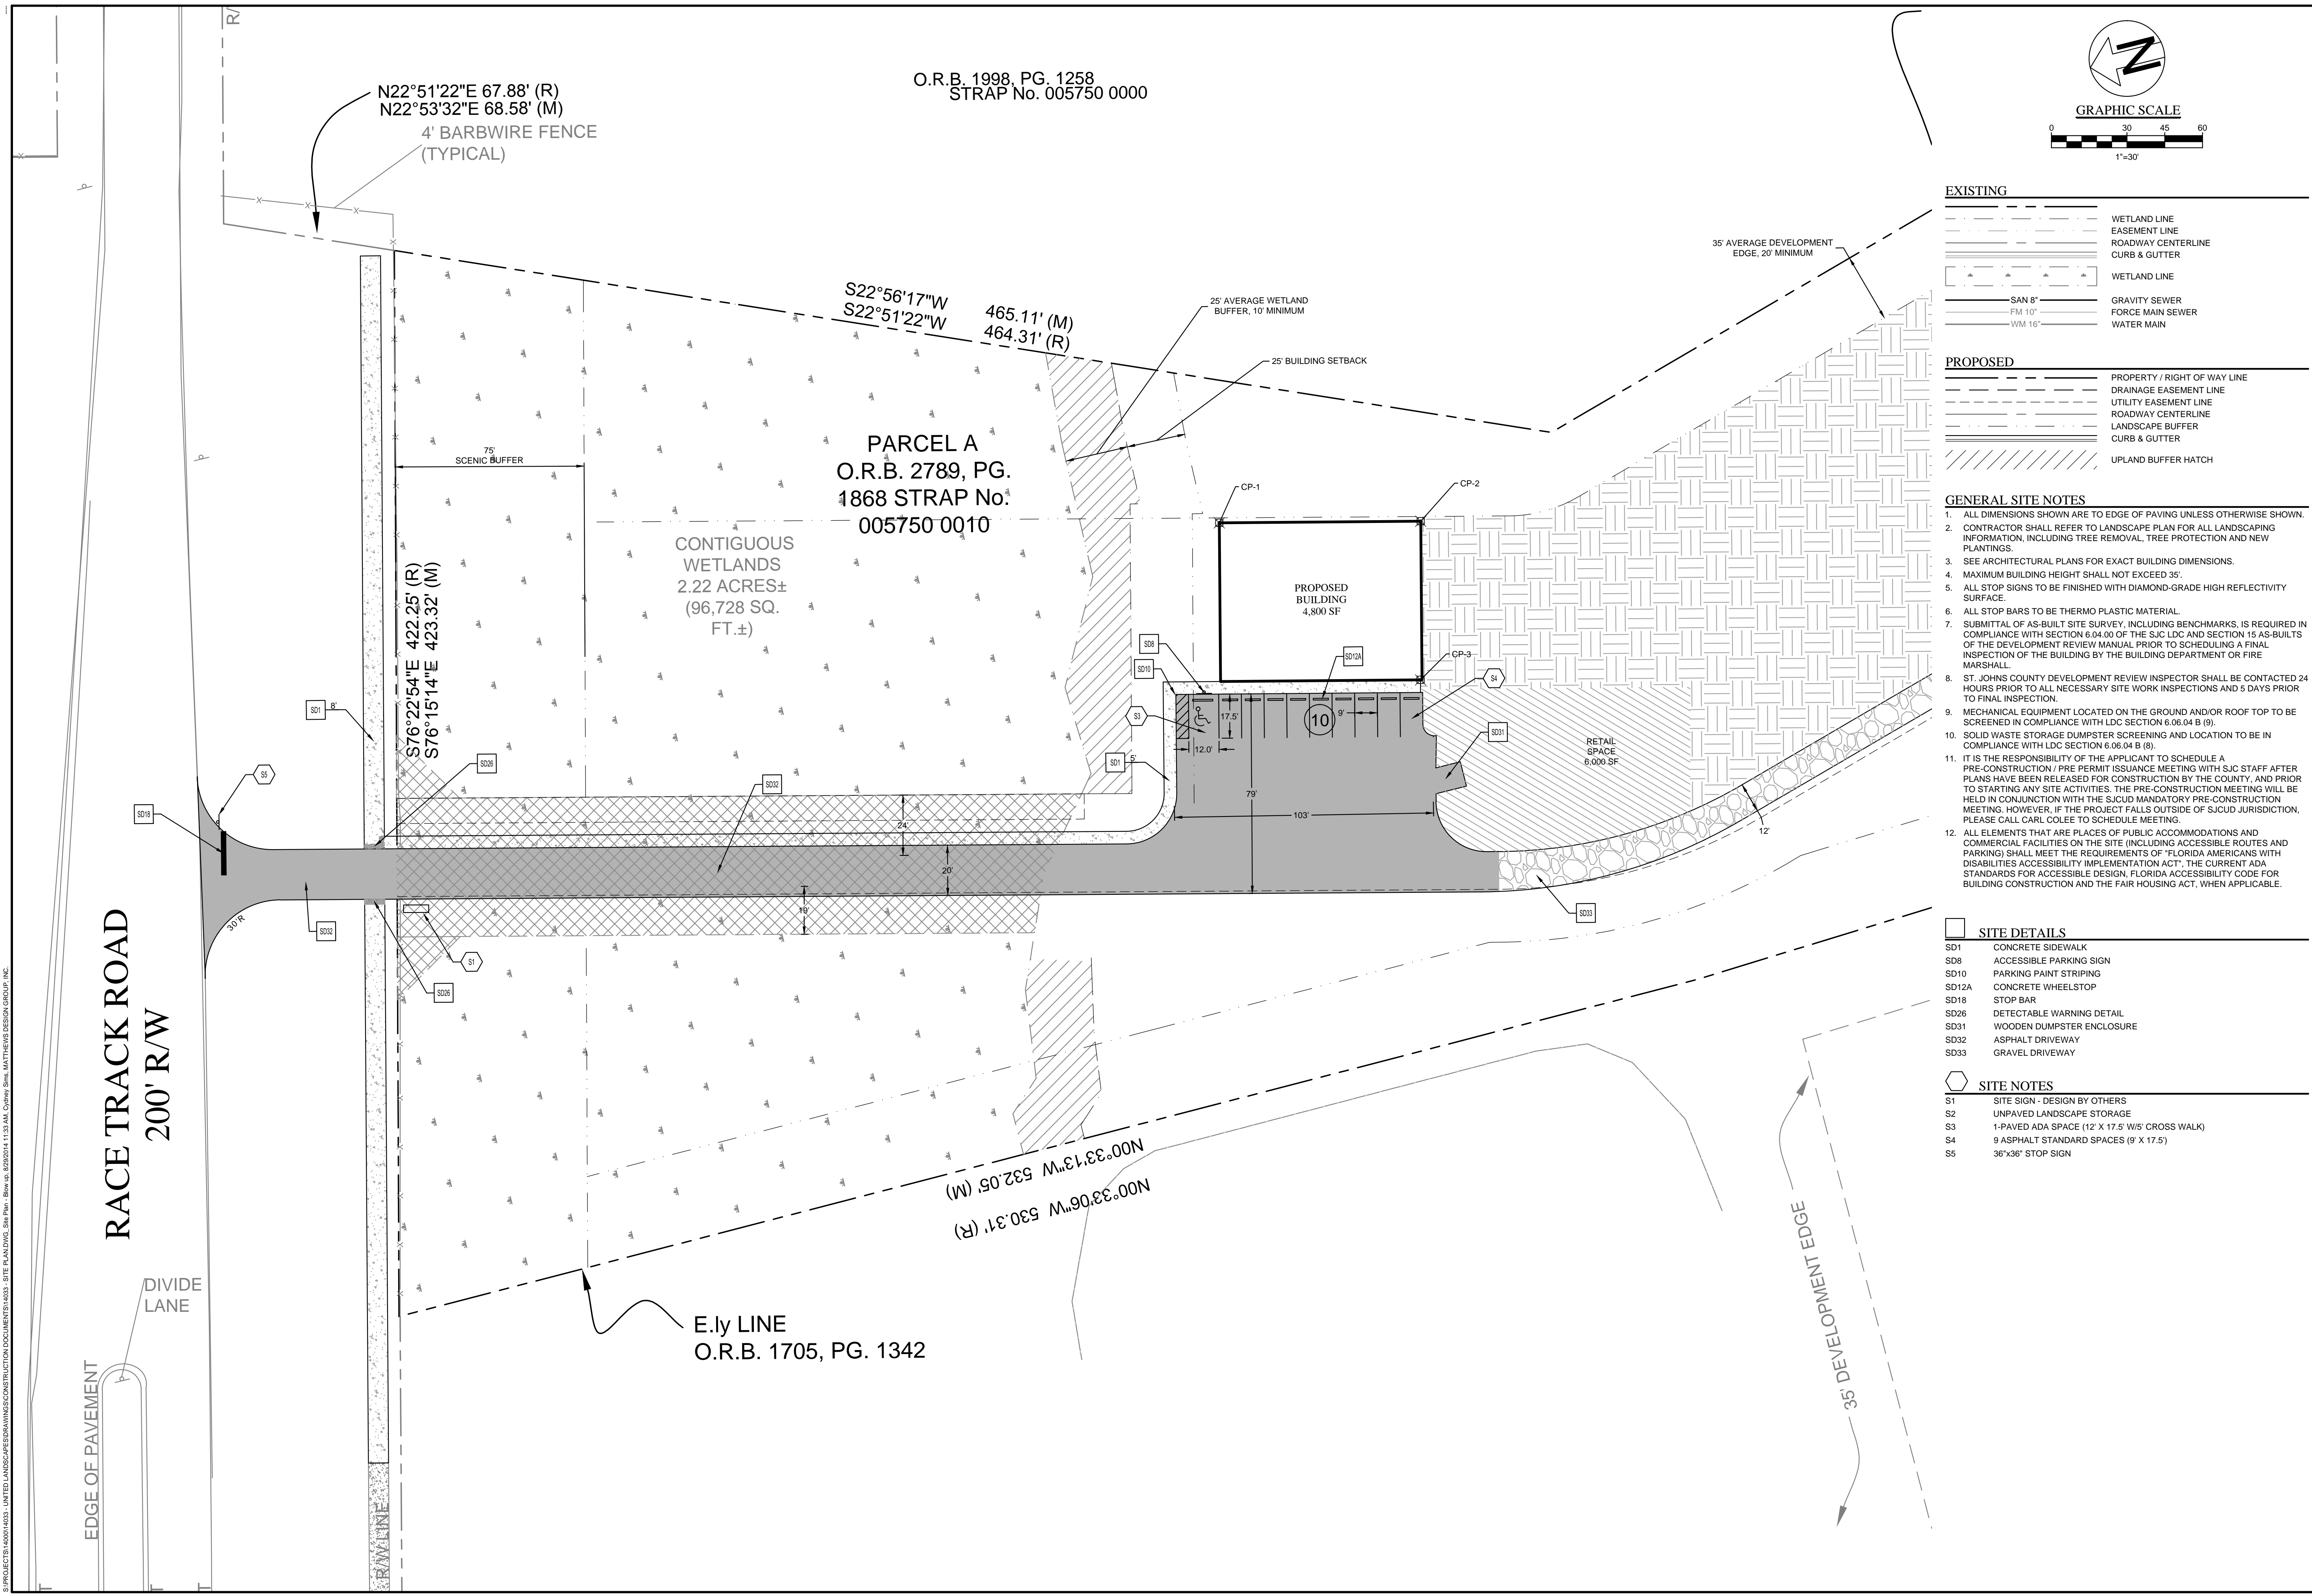 R/
N22°51'22"E 67.88' (R)
N22°53'32"E 68.58' (M)
4' BARBWIRE FENCE
(TYPICAL)
O.R.B. 1998, PG. 1258
STRAP No. 005750 0000
S22°56'17"W 465.11' (M)
S22°51'22"W 464.31' (R)
25' AVERAGE WETLAND
BUFFER, 10' MINIMUM
25' BUILDING SETBACK
35' AVERAGE DEVELOPMENT
EDGE, 20' MINIMUM
75'
SCENIC BUFFER
PARCEL A
O.R.B. 2789, PG.
1868 STRAP No.
005750 0010
CONTIGUOUS
WETLANDS
2.22 ACRES±
(96,728 SQ.
FT.±)
S76°22'54"E 422.25' (R)
S76°15'14"E 423.32' (M)
CP-1
CP-2
CP-3
PROPOSED
BUILDING
4,800 SF
SD8
SD10
SD12A
S4
S3
17.5'
10
9'
12.0'
SD1
5'
SD31
RETAIL
SPACE
6,000 SF
SD1
8'
SD26
S5
SD18
SD32
24'
79'
103'
12'
20'
19'
SD33
30'R
SD32
S1
SD26
RACE TRACK ROAD
200' R/W
N00°33'13"W 532.05' (M)
N00°33'06"W 530.31' (R)
DIVIDE
LANE
E.ly LINE
O.R.B. 1705, PG. 1342
EDGE OF PAVEMENT
R/W LINE
35' DEVELOPMENT EDGE
S:\PROJECTS\14000\14033 - UNITED LANDSCAPES\DRAWINGS\CONSTRUCTION DOCUMENTS\14033 - SITE PLAN.DWG, Site Plan - Blow up, 8/29/2014 11:33 AM, Cydney Sims, MATTHEWS DESIGN GROUP, INC.
N
GRAPHIC SCALE
0 30 45 60
1"=30'
EXISTING
WETLAND LINE
EASEMENT LINE
ROADWAY CENTERLINE
CURB & GUTTER
WETLAND LINE
SAN 8" GRAVITY SEWER
FM 10" FORCE MAIN SEWER
WM 16" WATER MAIN
PROPOSED
PROPERTY / RIGHT OF WAY LINE
DRAINAGE EASEMENT LINE
UTILITY EASEMENT LINE
ROADWAY CENTERLINE
LANDSCAPE BUFFER
CURB & GUTTER
UPLAND BUFFER HATCH
GENERAL SITE NOTES
1. ALL DIMENSIONS SHOWN ARE TO EDGE OF PAVING UNLESS OTHERWISE SHOWN.
2. CONTRACTOR SHALL REFER TO LANDSCAPE PLAN FOR ALL LANDSCAPING
INFORMATION, INCLUDING TREE REMOVAL, TREE PROTECTION AND NEW
PLANTINGS.
3. SEE ARCHITECTURAL PLANS FOR EXACT BUILDING DIMENSIONS.
4. MAXIMUM BUILDING HEIGHT SHALL NOT EXCEED 35'.
5. ALL STOP SIGNS TO BE FINISHED WITH DIAMOND-GRADE HIGH REFLECTIVITY
SURFACE.
6. ALL STOP BARS TO BE THERMO PLASTIC MATERIAL.
7. SUBMITTAL OF AS-BUILT SITE SURVEY, INCLUDING BENCHMARKS, IS REQUIRED IN
COMPLIANCE WITH SECTION 6.04.00 OF THE SJC LDC AND SECTION 15 AS-BUILTS
OF THE DEVELOPMENT REVIEW MANUAL PRIOR TO SCHEDULING A FINAL
INSPECTION OF THE BUILDING BY THE BUILDING DEPARTMENT OR FIRE
MARSHALL.
8. ST. JOHNS COUNTY DEVELOPMENT REVIEW INSPECTOR SHALL BE CONTACTED 24
HOURS PRIOR TO ALL NECESSARY SITE WORK INSPECTIONS AND 5 DAYS PRIOR
TO FINAL INSPECTION.
9. MECHANICAL EQUIPMENT LOCATED ON THE GROUND AND/OR ROOF TOP TO BE
SCREENED IN COMPLIANCE WITH LDC SECTION 6.06.04 B (9).
10. SOLID WASTE STORAGE DUMPSTER SCREENING AND LOCATION TO BE IN
COMPLIANCE WITH LDC SECTION 6.06.04 B (8).
11. IT IS THE RESPONSIBILITY OF THE APPLICANT TO SCHEDULE A
PRE-CONSTRUCTION / PRE PERMIT ISSUANCE MEETING WITH SJC STAFF AFTER
PLANS HAVE BEEN RELEASED FOR CONSTRUCTION BY THE COUNTY, AND PRIOR
TO STARTING ANY SITE ACTIVITIES. THE PRE-CONSTRUCTION MEETING WILL BE
HELD IN CONJUNCTION WITH THE SJCUD MANDATORY PRE-CONSTRUCTION
MEETING. HOWEVER, IF THE PROJECT FALLS OUTSIDE OF SJCUD JURISDICTION,
PLEASE CALL CARL COLEE TO SCHEDULE MEETING.
12. ALL ELEMENTS THAT ARE PLACES OF PUBLIC ACCOMMODATIONS AND
COMMERCIAL FACILITIES ON THE SITE (INCLUDING ACCESSIBLE ROUTES AND
PARKING) SHALL MEET THE REQUIREMENTS OF "FLORIDA AMERICANS WITH
DISABILITIES ACCESSIBILITY IMPLEMENTATION ACT", THE CURRENT ADA
STANDARDS FOR ACCESSIBLE DESIGN, FLORIDA ACCESSIBILITY CODE FOR
BUILDING CONSTRUCTION AND THE FAIR HOUSING ACT, WHEN APPLICABLE.
SITE DETAILS
SD1 CONCRETE SIDEWALK
SD8 ACCESSIBLE PARKING SIGN
SD10 PARKING PAINT STRIPING
SD12A CONCRETE WHEELSTOP
SD18 STOP BAR
SD26 DETECTABLE WARNING DETAIL
SD31 WOODEN DUMPSTER ENCLOSURE
SD32 ASPHALT DRIVEWAY
SD33 GRAVEL DRIVEWAY
SITE NOTES
S1 SITE SIGN - DESIGN BY OTHERS
S2 UNPAVED LANDSCAPE STORAGE
S3 1-PAVED ADA SPACE (12' X 17.5' W/5' CROSS WALK)
S4 9 ASPHALT STANDARD SPACES (9' X 17.5')
S5 36"x36" STOP SIGN